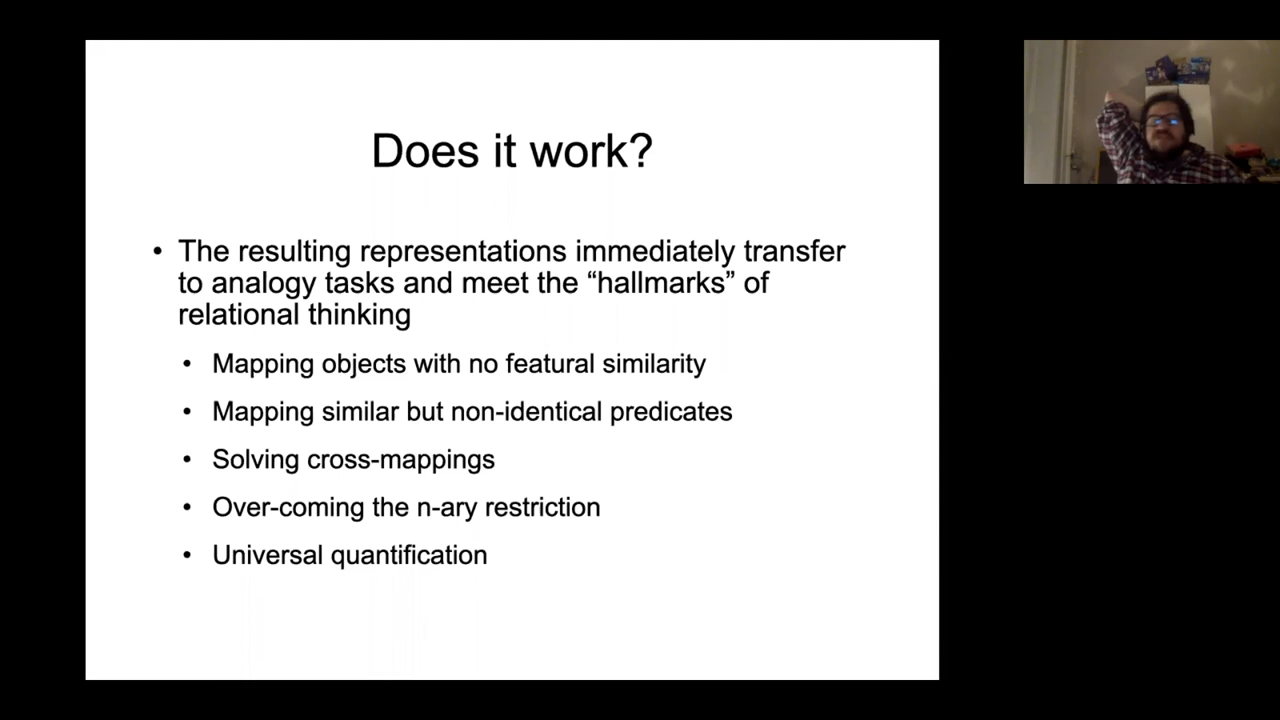 Does it work?
• The resulting representations immediately transfer
to analogy tasks and meet the “hallmarks” of
relational thinking
• Mapping objects with no featural similarity
• Mapping similar but non-identical predicates
• Solving cross-mappings
• Over-coming the n-ary restriction
• Universal quantification